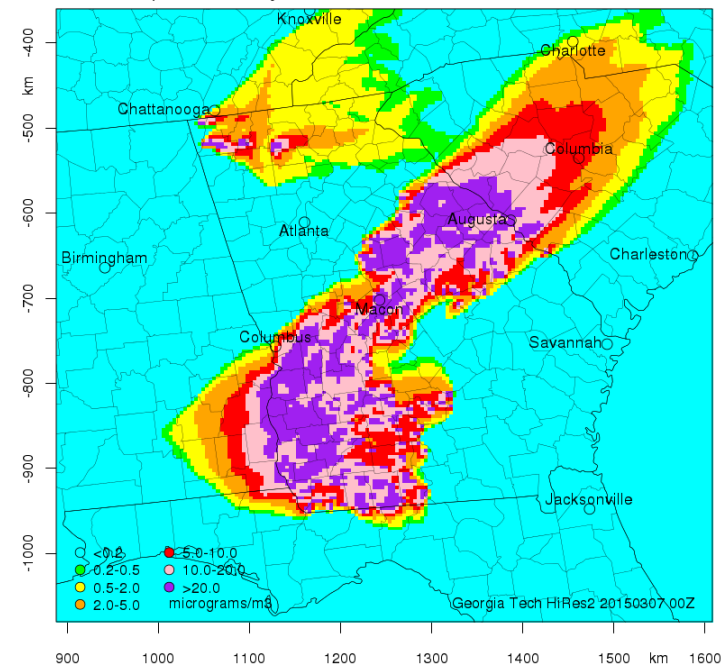 Knoxville
Charlotte
Chattanooga
Columbia
Augusta
Atlanta
Birmingham
Charleston
Macon
Columbus
Savannah
Jacksonville
<0.2 5.0-10.0
0.2-0.5 10.0-20.0
0.5-2.0 >20.0
2.0-5.0 micrograms/m3
Georgia Tech HiRes2 20150307 00Z
-400
km
-500
-600
-700
-800
-900
-1000
900 1000 1100 1200 1300 1400 1500 km 1600